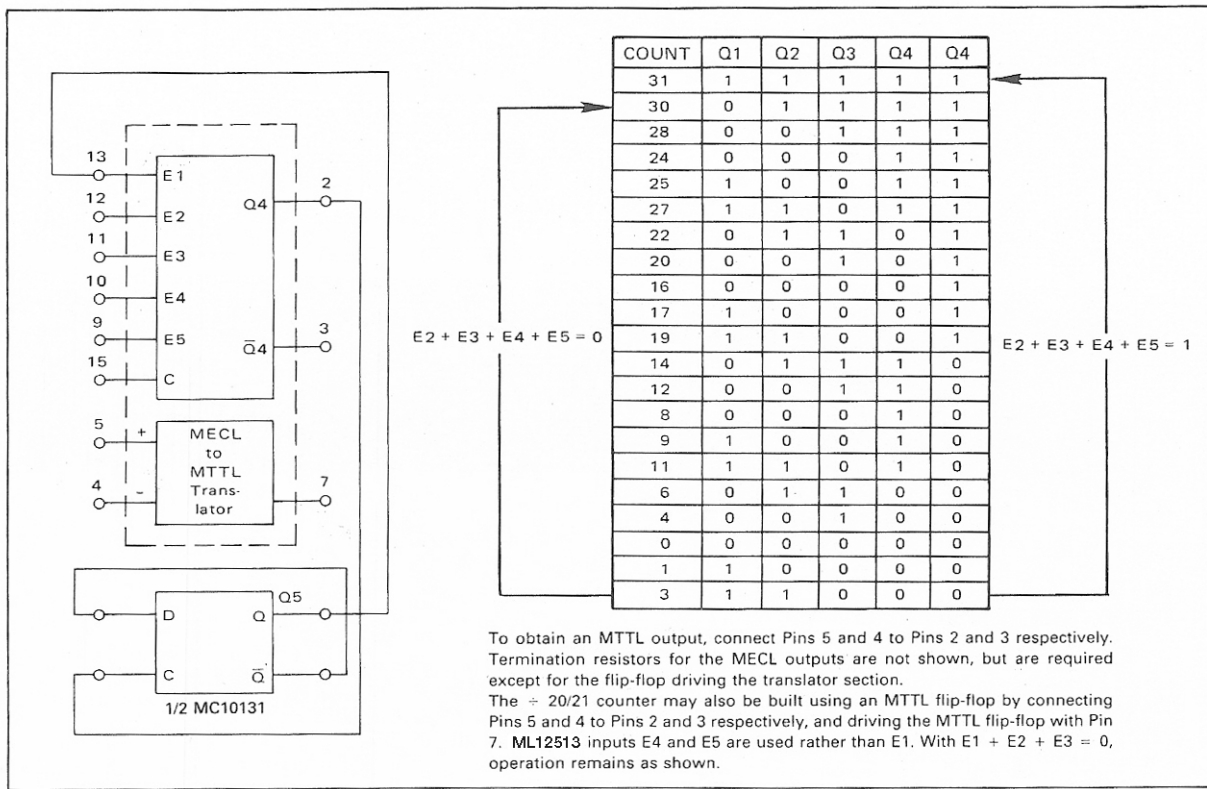 COUNT Q1 Q2 Q3 Q4 Q4
31 1 1 1 1 1
30 0 1 1 1 1
28 0 0 1 1 1
24 0 0 0 1 1
25 1 0 0 1 1
27 1 1 0 1 1
22 0 1 1 0 1
20 0 0 1 0 1
16 0 0 0 0 1
17 1 0 0 0 1
19 1 1 0 0 1
14 0 1 1 1 0
12 0 0 1 1 0
8 0 0 0 1 0
9 1 0 0 1 0
11 1 1 0 1 0
6 0 1 1 0 0
4 0 0 1 0 0
0 0 0 0 0 0
1 1 0 0 0 0
3 1 1 0 0 0
E2 + E3 + E4 + E5 = 0
E2 + E3 + E4 + E5 = 1
13 E1
12 E2
11 E3
10 E4
9 E5
15 C
Q4 2
Q̅4 3
5 +
4 -
MECL
to
MTTL
Trans-
lator
7
Q5
D Q
C Q̅
1/2 MC10131
To obtain an MTTL output, connect Pins 5 and 4 to Pins 2 and 3 respectively.
Termination resistors for the MECL outputs are not shown, but are required
except for the flip-flop driving the translator section.
The ÷ 20/21 counter may also be built using an MTTL flip-flop by connecting
Pins 5 and 4 to Pins 2 and 3 respectively, and driving the MTTL flip-flop with Pin
7. ML12513 inputs E4 and E5 are used rather than E1. With E1 + E2 + E3 = 0,
operation remains as shown.